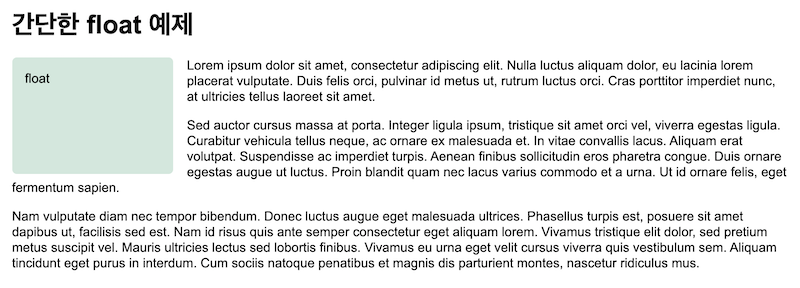 간단한 float 예제
float
Lorem ipsum dolor sit amet, consectetur adipiscing elit. Nulla luctus aliquam dolor, eu lacinia lorem
placerat vulputate. Duis felis orci, pulvinar id metus ut, rutrum luctus orci. Cras porttitor imperdiet nunc,
at ultricies tellus laoreet sit amet.
Sed auctor cursus massa at porta. Integer ligula ipsum, tristique sit amet orci vel, viverra egestas ligula.
Curabitur vehicula tellus neque, ac ornare ex malesuada et. In vitae convallis lacus. Aliquam erat
volutpat. Suspendisse ac imperdiet turpis. Aenean finibus sollicitudin eros pharetra congue. Duis ornare
egestas augue ut luctus. Proin blandit quam nec lacus varius commodo et a urna. Ut id ornare felis, eget
fermentum sapien.
Nam vulputate diam nec tempor bibendum. Donec luctus augue eget malesuada ultrices. Phasellus turpis est, posuere sit amet
dapibus ut, facilisis sed est. Nam id risus quis ante semper consectetur eget aliquam lorem. Vivamus tristique elit dolor, sed pretium
metus suscipit vel. Mauris ultricies lectus sed lobortis finibus. Vivamus eu urna eget velit cursus viverra quis vestibulum sem. Aliquam
tincidunt eget purus in interdum. Cum sociis natoque penatibus et magnis dis parturient montes, nascetur ridiculus mus.